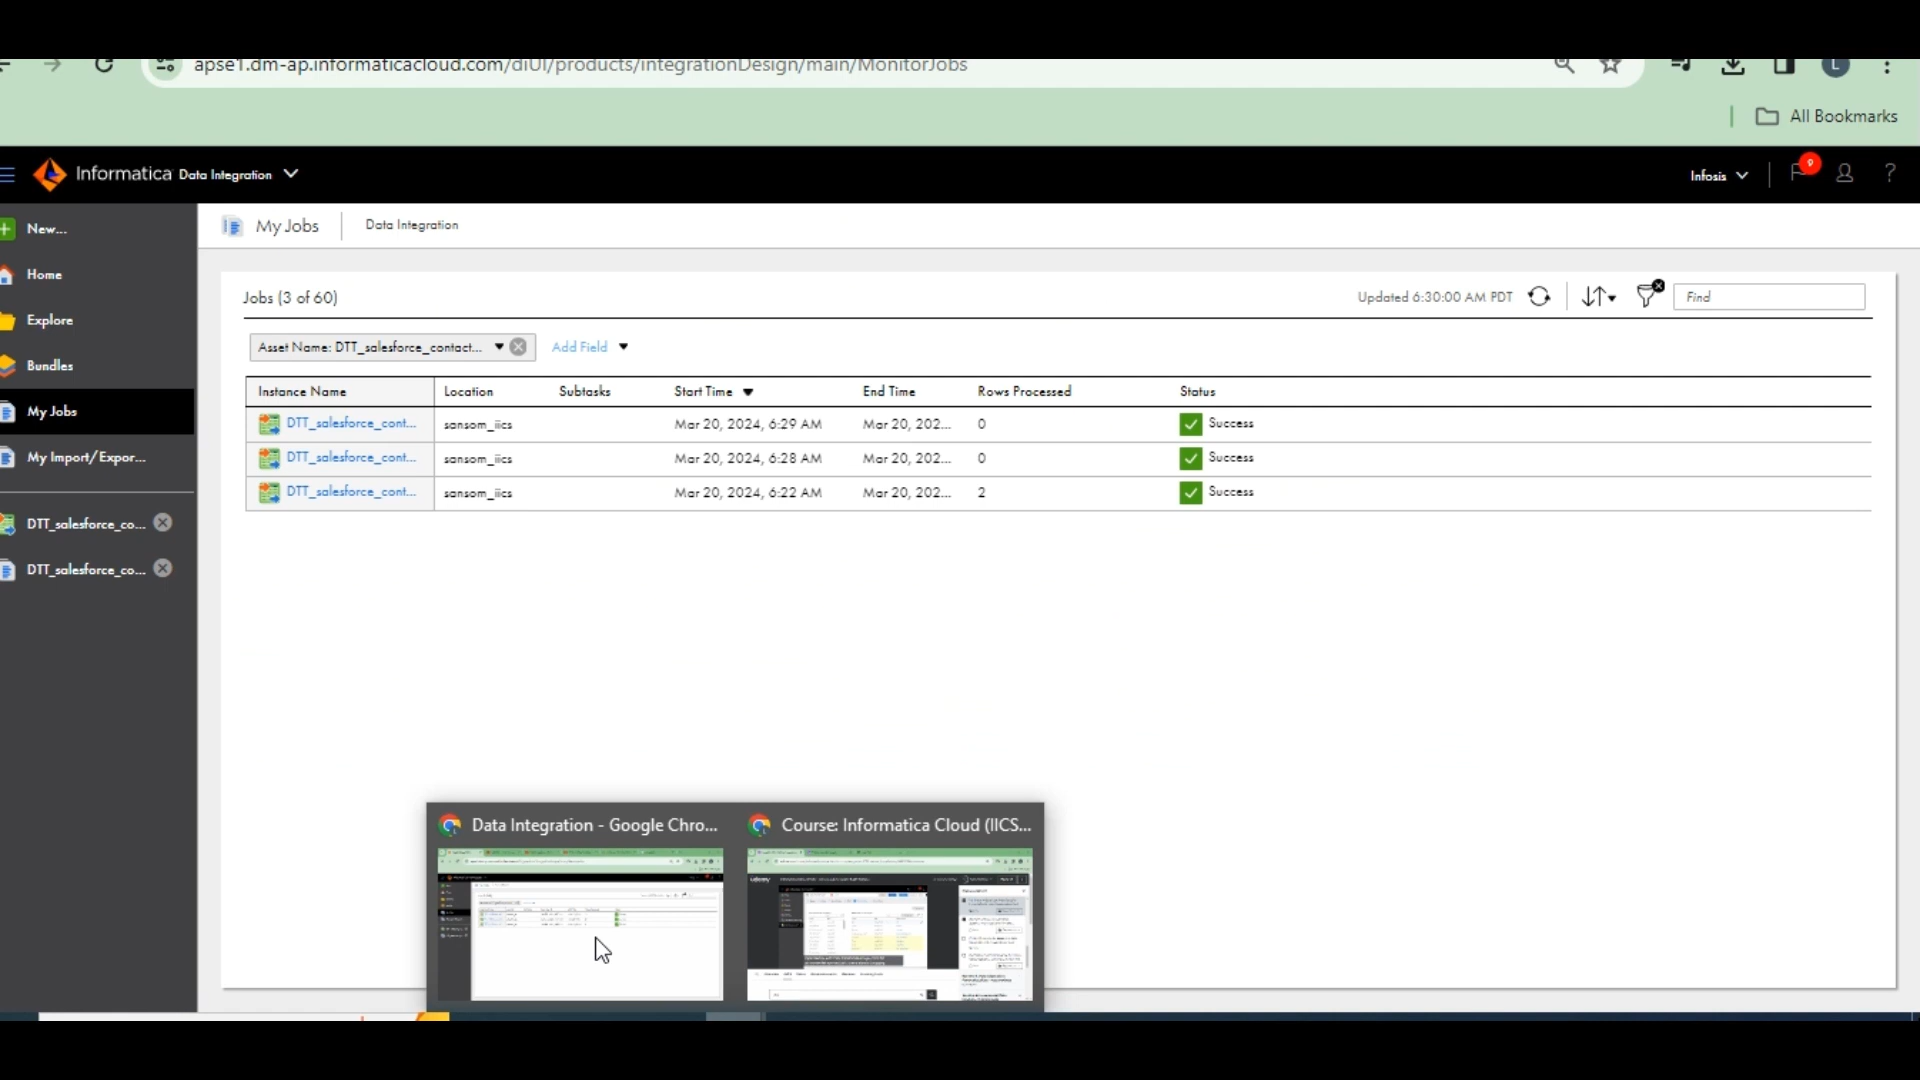 apse1.dm-ap.informaticacloud.com/diUI/products/integrationDesign/main/MonitorJobs
L
All Bookmarks
Informatica Data Integration
Infosis
9
?
New...
Home
Explore
Bundles
My Jobs
My Import/Expor...
DTT_salesforce_co...
DTT_salesforce_co...
My Jobs
Data Integration
Jobs (3 of 60)
Updated 6:30:00 AM PDT
Find
Asset Name: DTT_salesforce_contact...
Add Field
Instance Name Location Subtasks Start Time End Time Rows Processed Status
DTT_salesforce_cont... sansom_iics Mar 20, 2024, 6:29 AM Mar 20, 202... 0 Success
DTT_salesforce_cont... sansom_iics Mar 20, 2024, 6:28 AM Mar 20, 202... 0 Success
DTT_salesforce_cont... sansom_iics Mar 20, 2024, 6:22 AM Mar 20, 202... 2 Success
Data Integration - Google Chro...
Course: Informatica Cloud (IICS...